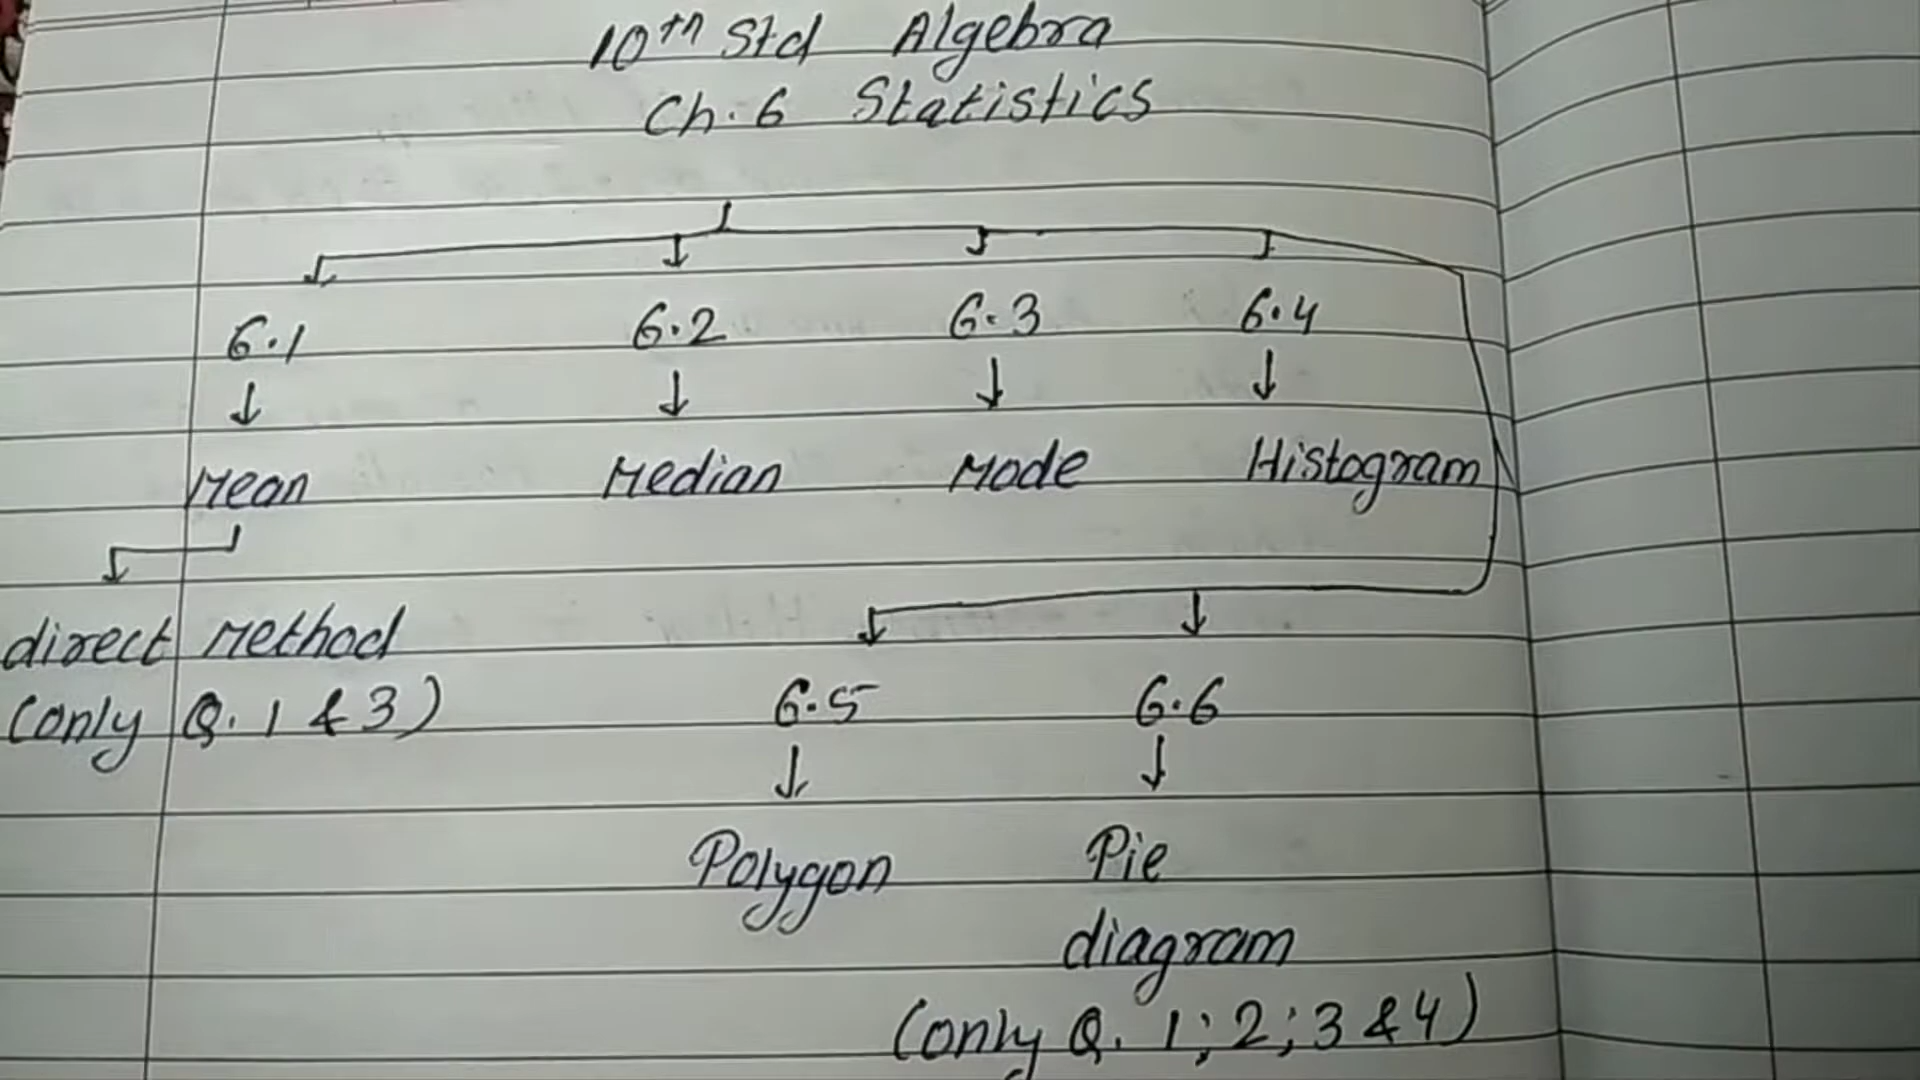 10th Std Algebra
Ch. 6 Statistics
6.1 6.2 6.3 6.4
Mean Median Mode Histogram
direct Method
(only Q. 1 & 3)
6.5 6.6
Polygon Pie
diagram
(only Q. 1; 2; 3 & 4)